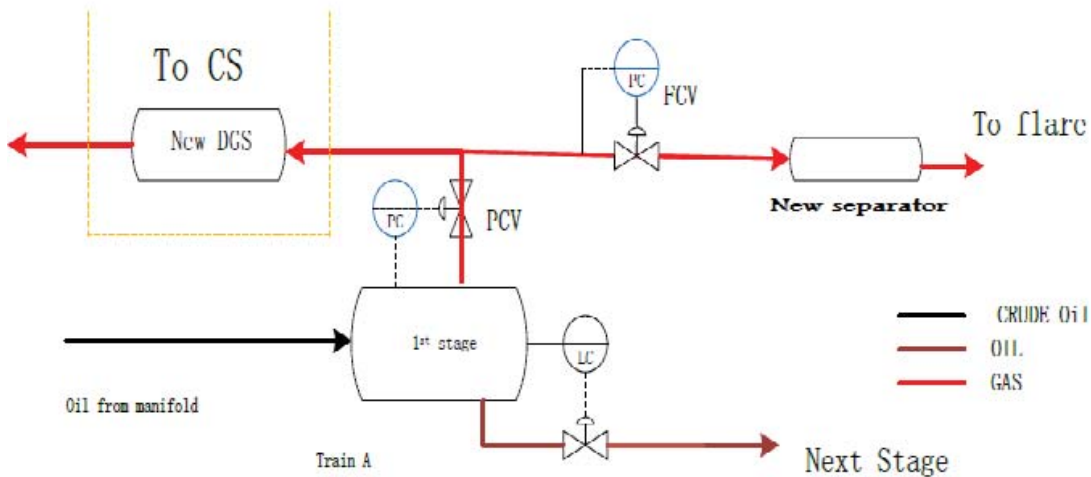 To CS
New DGS
PC
FCV
To flare
New separator
PC
PCV
1st stage
LC
CRUDE Oil
OIL
GAS
Oil from manifold
Train A
Next Stage